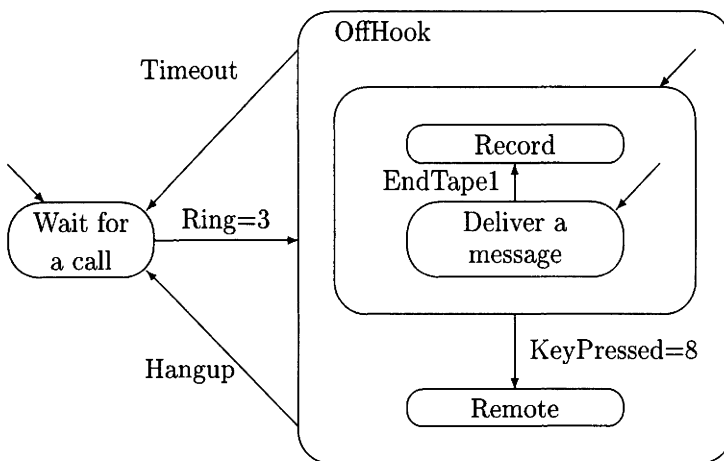 OffHook
Timeout
Record
EndTape1
Wait for
a call
Ring=3
Deliver a
message
KeyPressed=8
Hangup
Remote